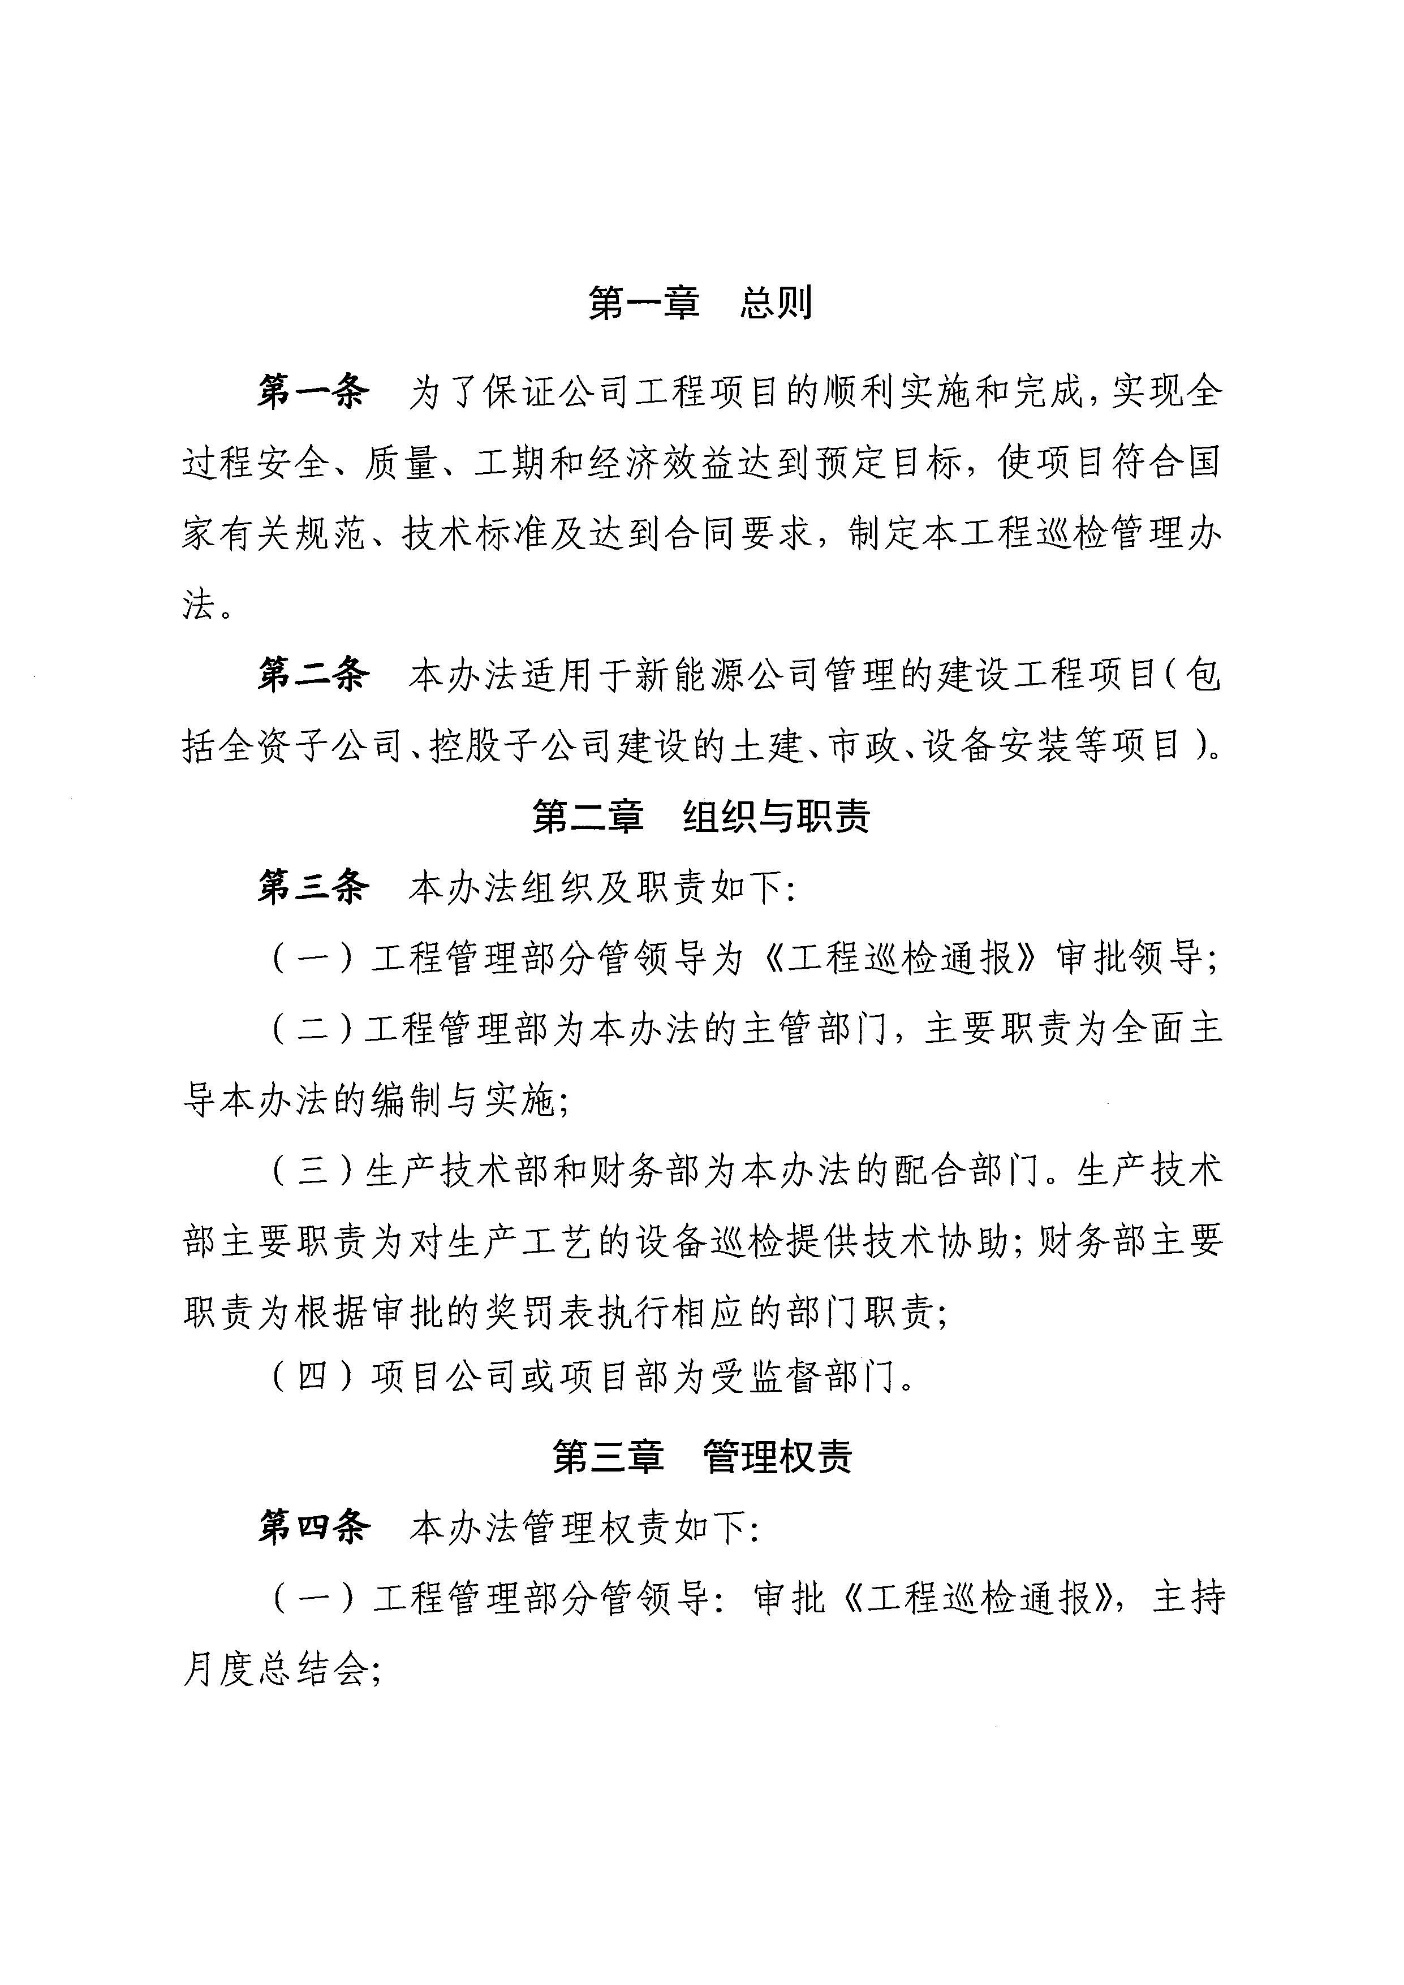 第一章　总则
第一条　为了保证公司工程项目的顺利实施和完成，实现全
过程安全、质量、工期和经济效益达到预定目标，使项目符合国
家有关规范、技术标准及达到合同要求，制定本工程巡检管理办
法。
第二条　本办法适用于新能源公司管理的建设工程项目（包
括全资子公司、控股子公司建设的土建、市政、设备安装等项目）。
第二章　组织与职责
第三条　本办法组织及职责如下：
（一）工程管理部分管领导为《工程巡检通报》审批领导；
（二）工程管理部为本办法的主管部门，主要职责为全面主
导本办法的编制与实施；
（三）生产技术部和财务部为本办法的配合部门。生产技术
部主要职责为对生产工艺的设备巡检提供技术协助；财务部主要
职责为根据审批的奖罚表执行相应的部门职责；
（四）项目公司或项目部为受监督部门。
第三章　管理权责
第四条　本办法管理权责如下：
（一）工程管理部分管领导：审批《工程巡检通报》，主持
月度总结会；